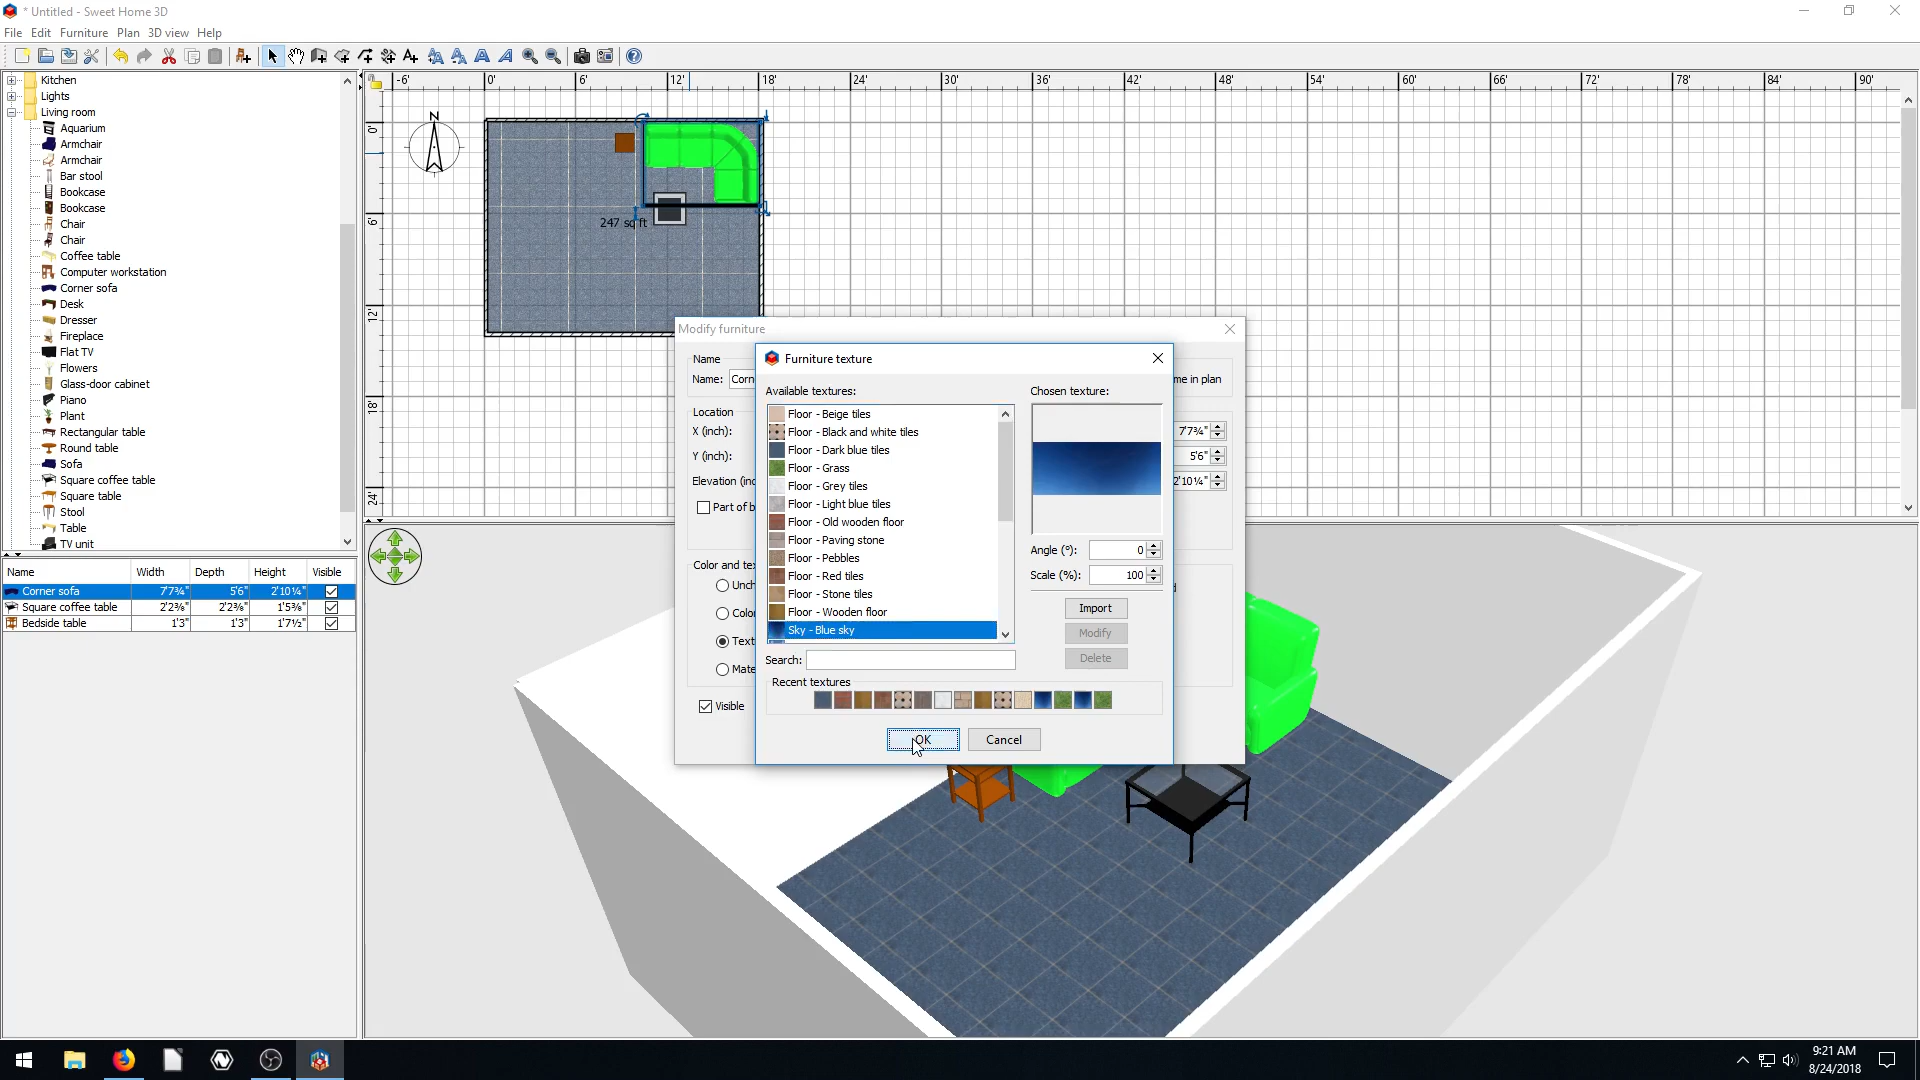 * Untitled - Sweet Home 3D
File Edit Furniture Plan 3D view Help
-6' 0' 6' 12' 18' 24' 30' 36' 42' 48' 54' 60' 66' 72' 78' 84' 90'
Kitchen
Lights
Living room
Aquarium
Armchair
Armchair
Bar stool
Bookcase
Bookcase
Chair
Chair
Coffee table
Computer workstation
Corner sofa
Desk
Dresser
Fireplace
Flat TV
Flowers
Glass-door cabinet
Piano
Plant
Rectangular table
Round table
Sofa
Square coffee table
Square table
Stool
Table
TV unit
0'
6'
12'
18'
24'
N
247 sq ft
Name Width Depth Height Visible
Corner sofa 7'7¾" 5'6" 2'10¼"
Square coffee table 2'2⅜" 2'2⅜" 1'5⅜"
Bedside table 1'3" 1'3" 1'7½"
Modify furniture
Name
Name: Corn
me in plan
Location
X (inch):
7'7¾"
Y (inch):
5'6"
Elevation (inc
2'10¼"
Part of b
Color and tex
Unch
Colo
Text
Mate
Visible
Furniture texture
Available textures:
Floor - Beige tiles
Floor - Black and white tiles
Floor - Dark blue tiles
Floor - Grass
Floor - Grey tiles
Floor - Light blue tiles
Floor - Old wooden floor
Floor - Paving stone
Floor - Pebbles
Floor - Red tiles
Floor - Stone tiles
Floor - Wooden floor
Sky - Blue sky
Search:
Chosen texture:
Angle (°): 0
Scale (%): 100
Import
Modify
Delete
Recent textures
OK Cancel
9:21 AM
8/24/2018